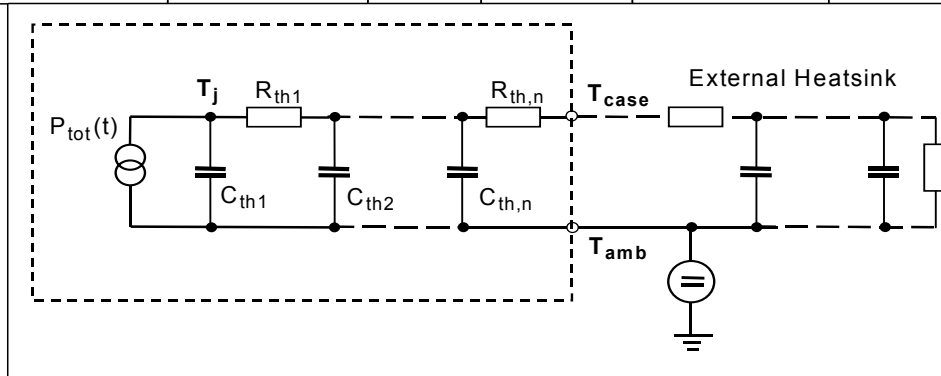 External Heatsink
Tj
Rth1
Rth,n
Tcase
Ptot(t)
Cth1
Cth2
Cth,n
Tamb